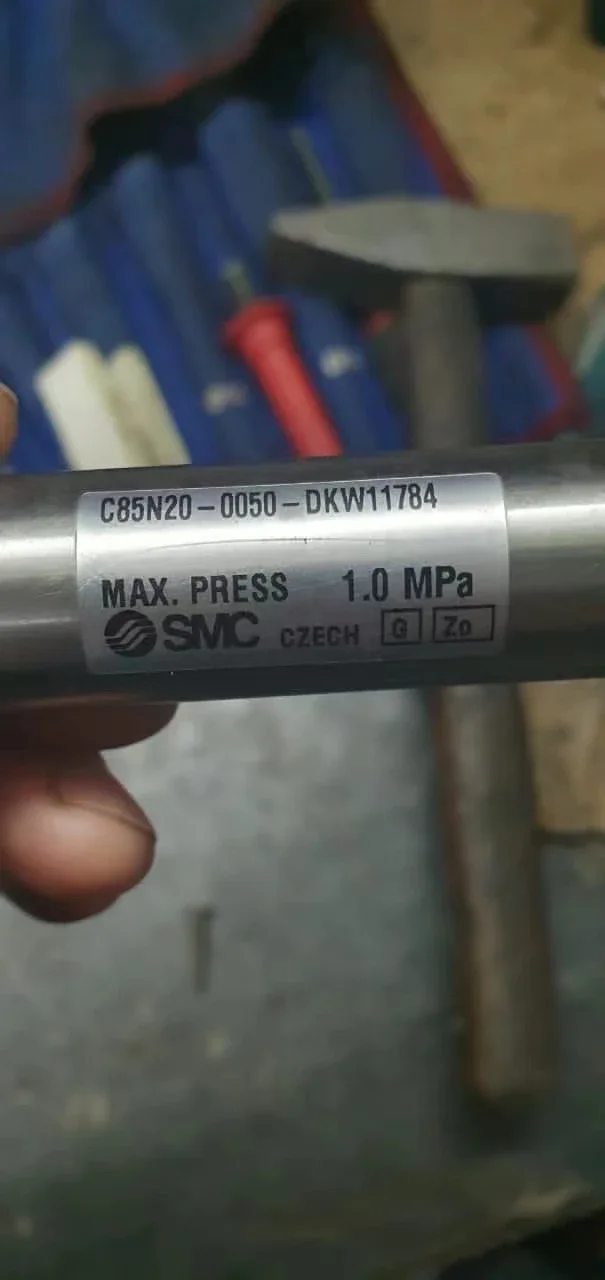 C85N20-0050-DKW11784
MAX. PRESS 1.0 MPa
SMC CZECH G Zo